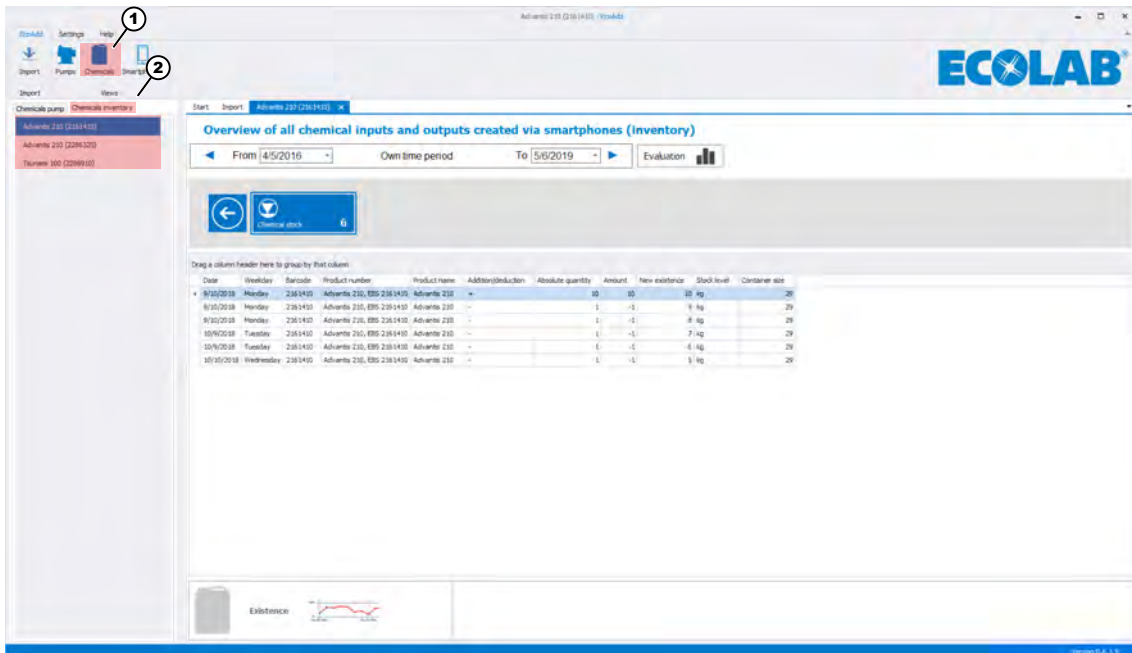 1
Advantis 210 (2161410) - EcoAdd
EcoAdd Settings Help
2
Import Pumps Chemicals
ECOLAB®
Import Views
Chemicals pump Chemicals inventory
Start Import Advantis 210 (2161410) ×
Advantis 210 (2161410)
Advantis 210 (2286320)
Tsunami 100 (2286910)
Overview of all chemical inputs and outputs created via smartphones (inventory)
From 4/5/2016 Own time period To 5/6/2019 Evaluation
Chemical stock 6
Drag a column header here to group by that column
Date Weekday Barcode Product number Product name Addition/deduction Absolute quantity Amount New existence Stock level Container size
9/10/2018 Monday 2161410 Advantis 210, EBS 2161410 Advantis 210 + 10 10 10 kg 29
9/10/2018 Monday 2161410 Advantis 210, EBS 2161410 Advantis 210 - 1 -1 9 kg 29
9/10/2018 Monday 2161410 Advantis 210, EBS 2161410 Advantis 210 - 1 -1 8 kg 29
10/9/2018 Tuesday 2161410 Advantis 210, EBS 2161410 Advantis 210 - 1 -1 7 kg 29
10/9/2018 Tuesday 2161410 Advantis 210, EBS 2161410 Advantis 210 - 1 -1 6 kg 29
10/10/2018 Wednesday 2161410 Advantis 210, EBS 2161410 Advantis 210 - 1 -1 5 kg 29
Existence